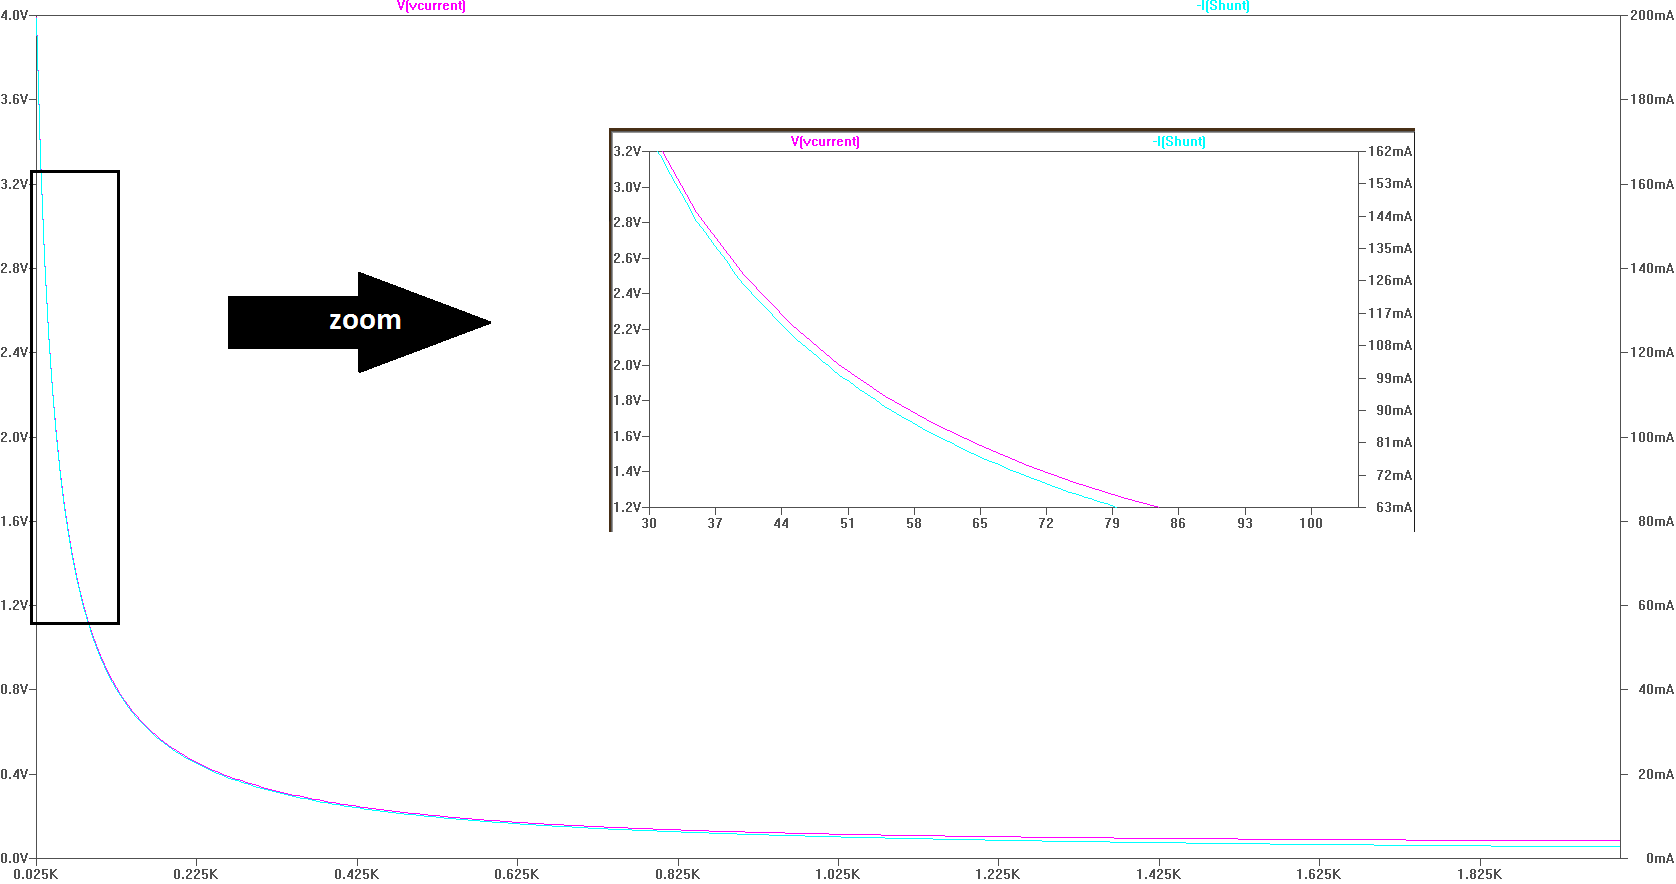 V(vcurrent) -I(Shunt)
4.0V 200mA
3.6V 180mA
3.2V 160mA
2.8V 140mA
2.4V 120mA
2.0V 100mA
1.6V 80mA
1.2V 60mA
0.8V 40mA
0.4V 20mA
0.0V 0mA
0.025K 0.225K 0.425K 0.625K 0.825K 1.025K 1.225K 1.425K 1.625K 1.825K
zoom
V(vcurrent) -I(Shunt)
3.2V 162mA
3.0V 153mA
2.8V 144mA
2.6V 135mA
2.4V 126mA
2.2V 117mA
2.0V 108mA
1.8V 99mA
1.6V 90mA
1.4V 81mA
1.2V 72mA
63mA
30 37 44 51 58 65 72 79 86 93 100